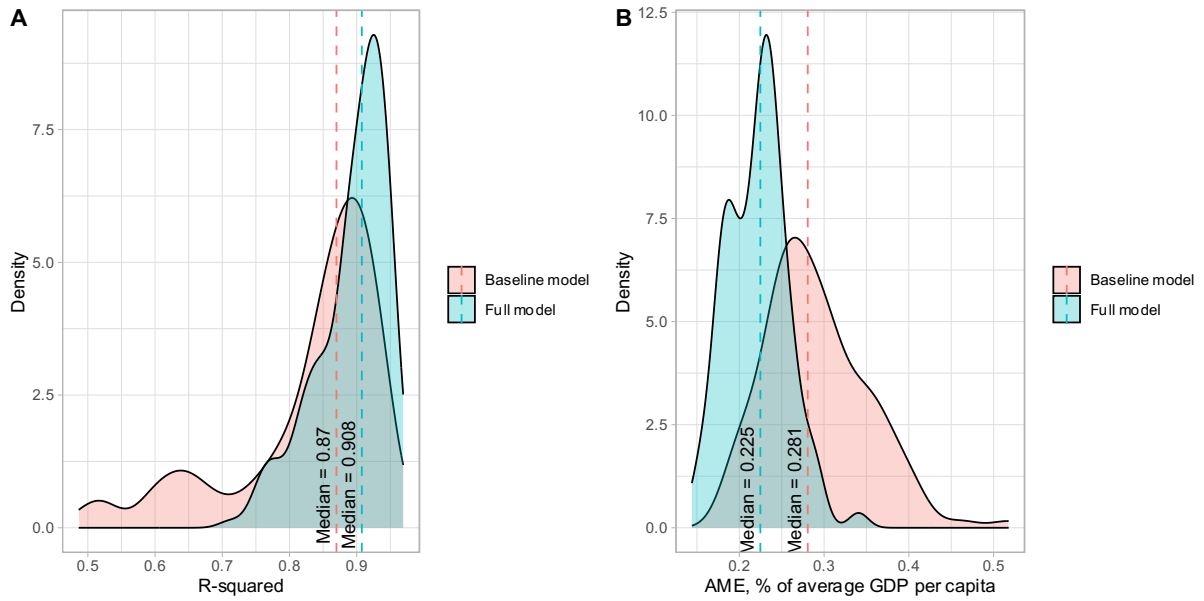 A
Density
7.5
5.0
2.5
0.0
Median = 0.87
Median = 0.908
0.5
0.6
0.7
0.8
0.9
R-squared
Baseline model
Full model
B
Density
12.5
10.0
7.5
5.0
2.5
0.0
Median = 0.225
Median = 0.281
0.2
0.3
0.4
0.5
AME, % of average GDP per capita
Baseline model
Full model